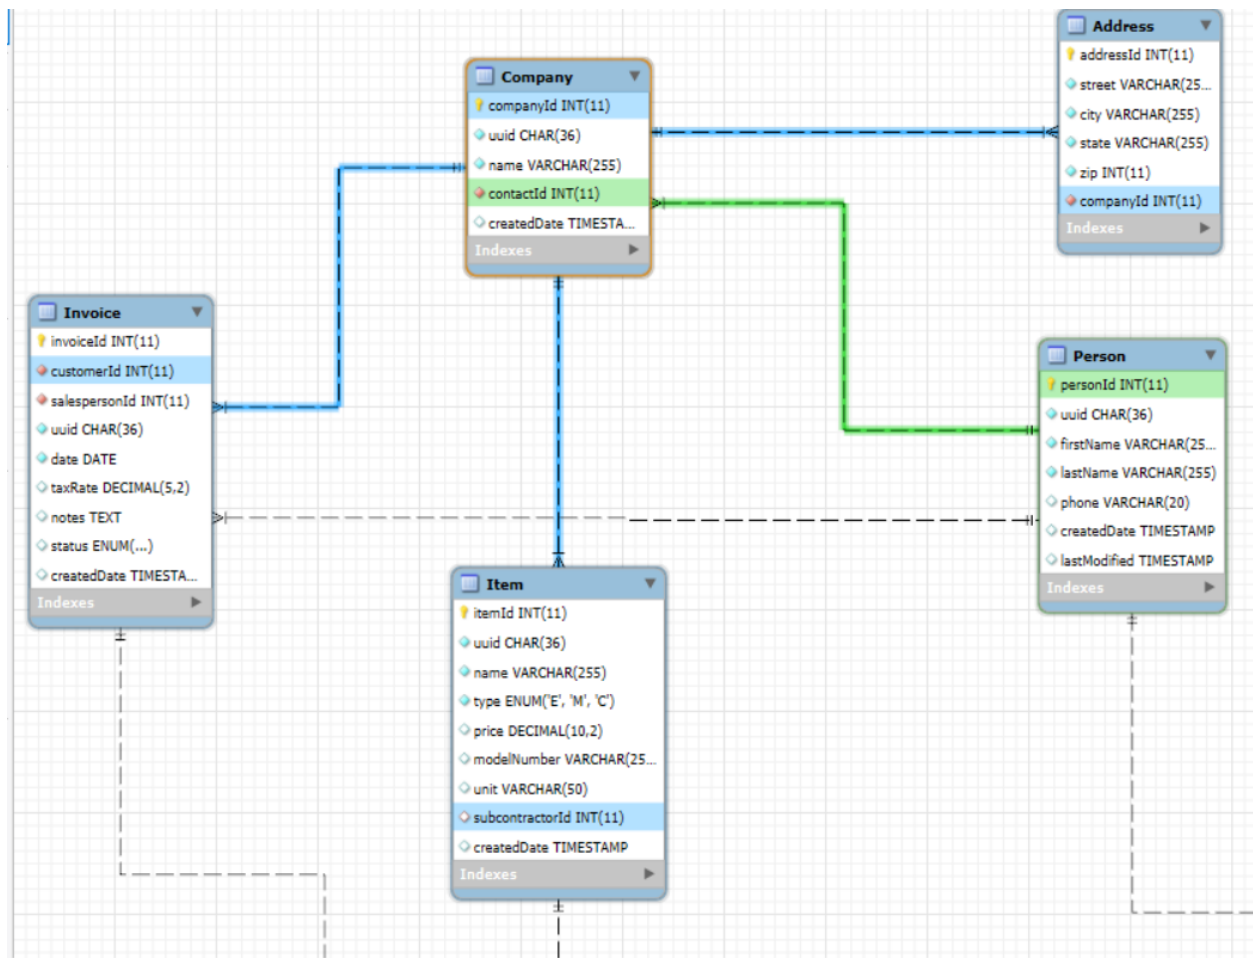 Address
addressId INT(11)
street VARCHAR(25...
city VARCHAR(255)
state VARCHAR(255)
zip INT(11)
companyId INT(11)
Indexes
Company
companyId INT(11)
uuid CHAR(36)
name VARCHAR(255)
contactId INT(11)
createdDate TIMESTA...
Indexes
Invoice
invoiceId INT(11)
customerId INT(11)
salespersonId INT(11)
uuid CHAR(36)
date DATE
taxRate DECIMAL(5,2)
notes TEXT
status ENUM(...)
createdDate TIMESTA...
Indexes
Person
personId INT(11)
uuid CHAR(36)
firstName VARCHAR(25...
lastName VARCHAR(255)
phone VARCHAR(20)
createdDate TIMESTAMP
lastModified TIMESTAMP
Indexes
Item
itemId INT(11)
uuid CHAR(36)
name VARCHAR(255)
type ENUM('E', 'M', 'C')
price DECIMAL(10,2)
modelNumber VARCHAR(25...
unit VARCHAR(50)
subcontractorId INT(11)
createdDate TIMESTAMP
Indexes